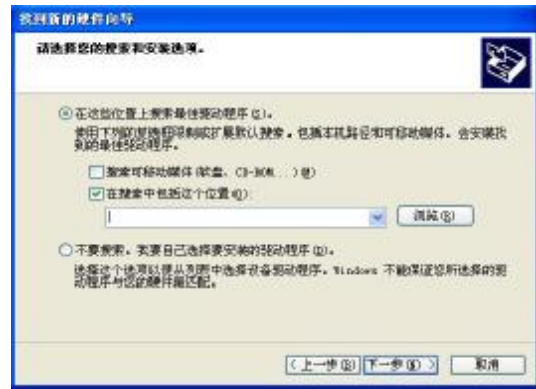 找到新的硬件向导
请选择您的搜索和安装选项。
在这些位置上搜索最佳驱动程序(S)。
使用下列的复选框限制或扩展默认搜索，包括本机路径和可移动媒体。会安装找
到的最佳驱动程序。
搜索可移动媒体(软盘、CD-ROM...)(M)
在搜索中包括这个位置(O):
浏览(R)
不要搜索。我要自己选择要安装的驱动程序(D)。
选择这个选项以便从列表中选择设备驱动程序。Windows 不能保证您所选择的驱
动程序与您的硬件最匹配。
<上一步(B) 下一步(N)> 取消